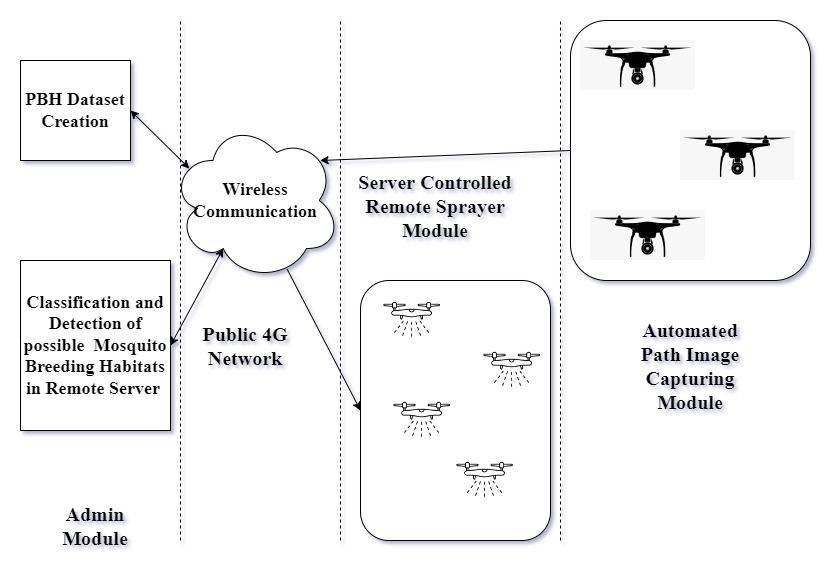 PBH Dataset
Creation
Wireless
Communication
Server Controlled
Remote Sprayer
Module
Classification and
Detection of
possible Mosquito
Breeding Habitats
in Remote Server
Public 4G
Network
Automated
Path Image
Capturing
Module
Admin
Module